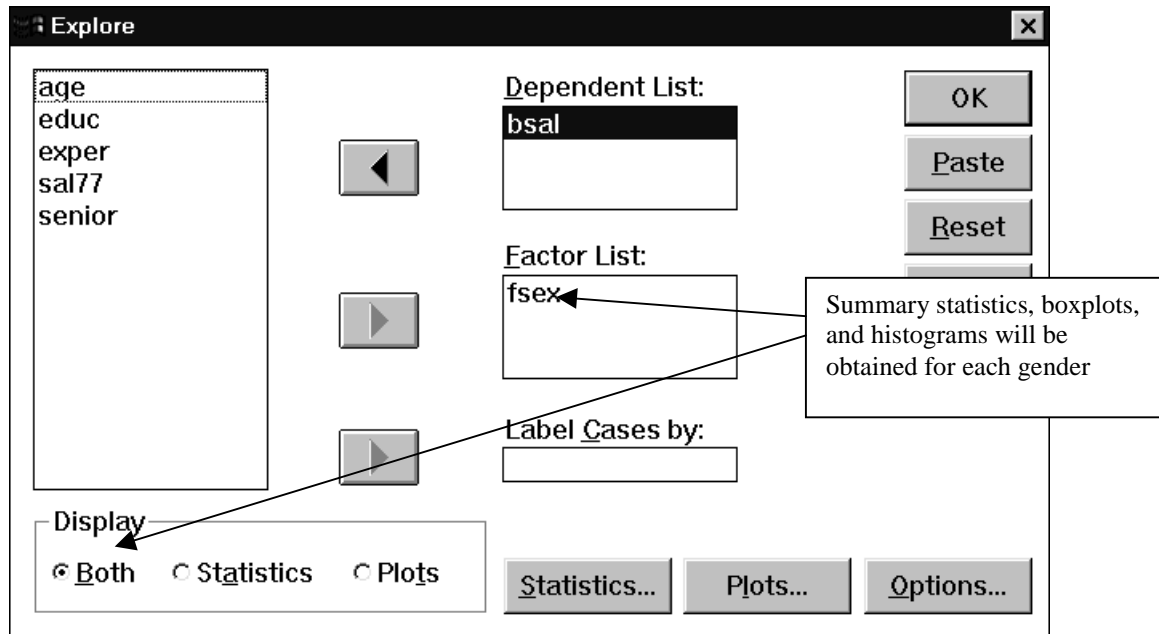 Explore
age
educ
exper
sal77
senior
Dependent List:
bsal
Factor List:
fsex
Label Cases by:
OK
Paste
Reset
Summary statistics, boxplots,
and histograms will be
obtained for each gender
Display
Both Statistics Plots
Statistics... Plots... Options...